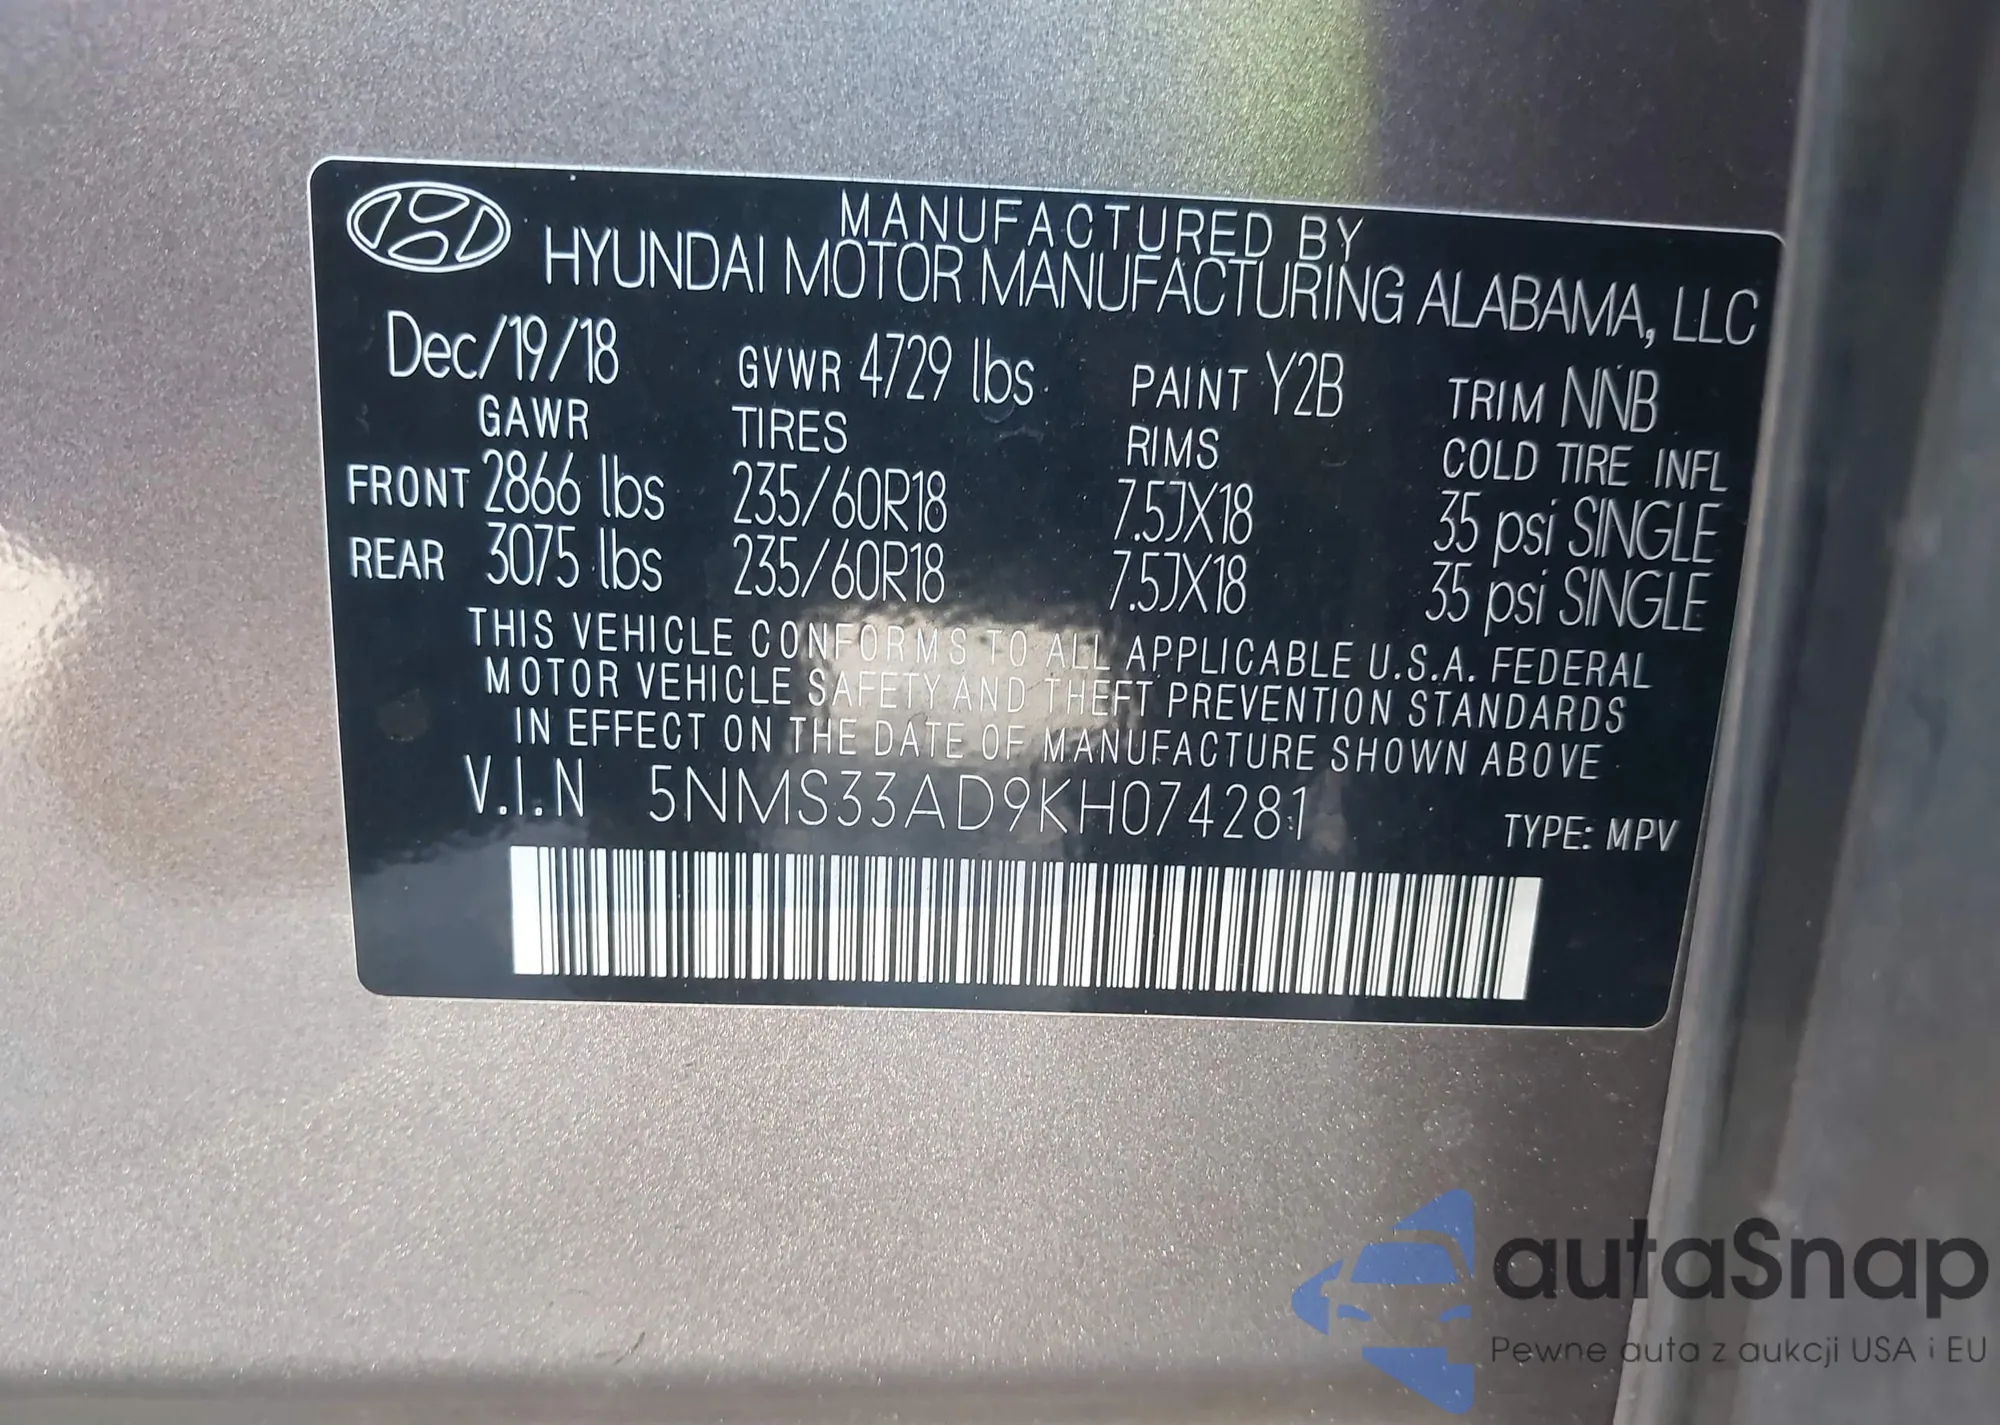 MANUFACTURED BY
HYUNDAI MOTOR MANUFACTURING ALABAMA, LLC
Dec/19/18 GVWR 4729 lbs PAINT Y2B TRIM NNB
GAWR TIRES RIMS COLD TIRE INFL
FRONT 2866 lbs 235/60R18 7.5JX18 35 psi SINGLE
REAR 3075 lbs 235/60R18 7.5JX18 35 psi SINGLE
THIS VEHICLE CONFORMS TO ALL APPLICABLE U.S.A. FEDERAL
MOTOR VEHICLE SAFETY AND THEFT PREVENTION STANDARDS
IN EFFECT ON THE DATE OF MANUFACTURE SHOWN ABOVE
V.I.N 5NMS33AD9KH074281
TYPE: MPV
autaSnap
Pewne auta z aukcji USA i EU